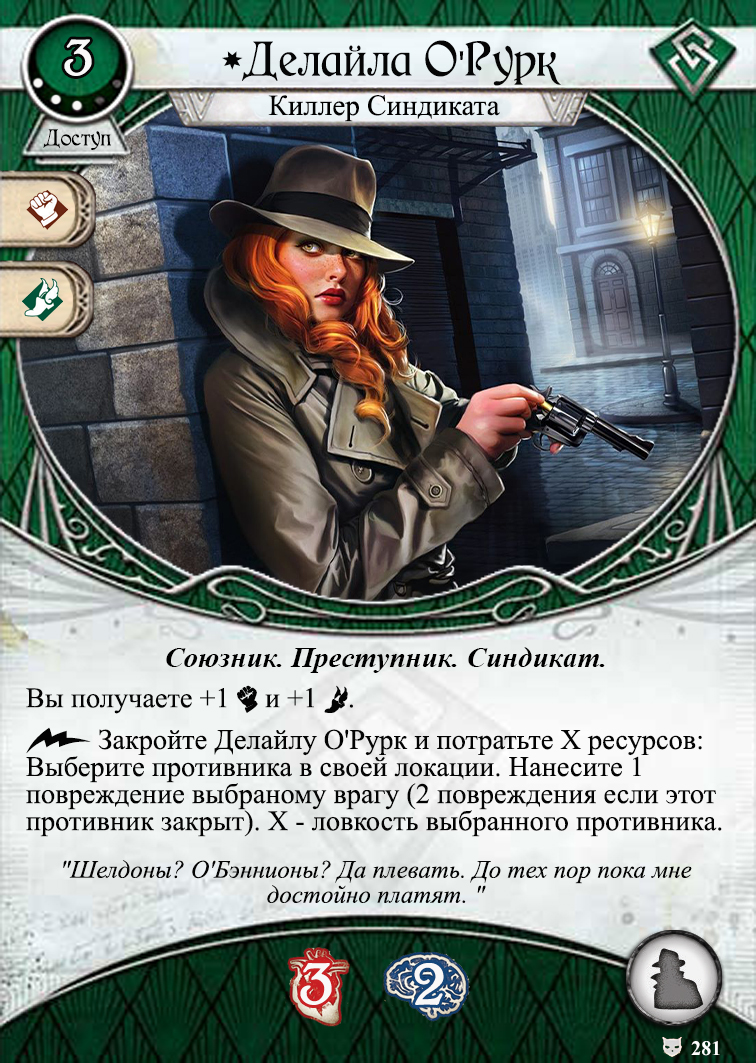 3
Делайла О'Рурк
Киллер Синдиката
Доступ
Союзник. Преступник. Синдикат.
Вы получаете +1 и +1 .
Закройте Делайлу О'Рурк и потратьте X ресурсов:
Выберите противника в своей локации. Нанесите 1
повреждение выбраному врагу (2 повреждения если этот
противник закрыт). X - ловкость выбранного противника.
"Шелдоны? О'Бэннионы? Да плевать. До тех пор пока мне
достойно платят. "
3 2
281